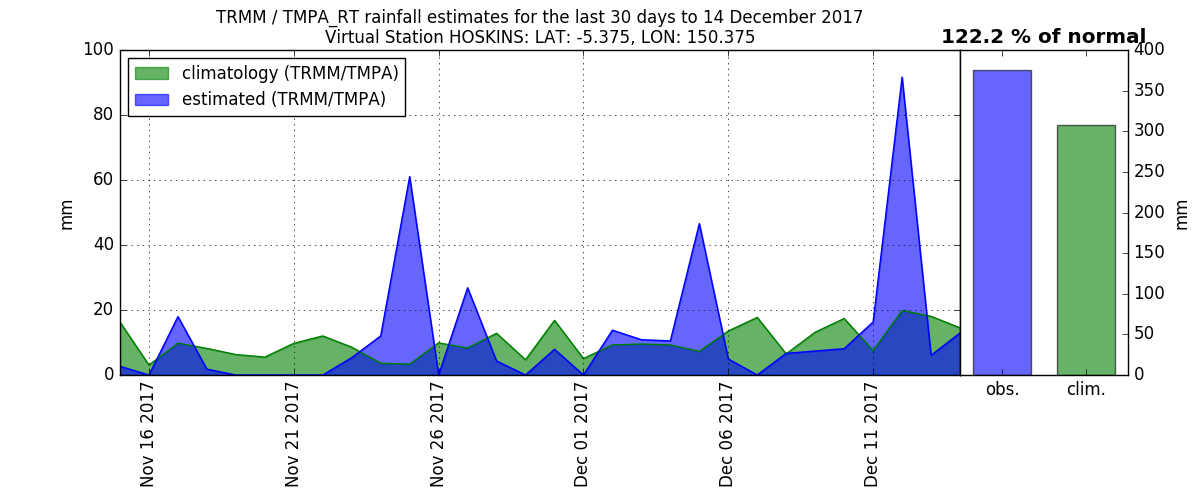 TRMM / TMPA_RT rainfall estimates for the last 30 days to 14 December 2017
Virtual Station HOSKINS: LAT: -5.375, LON: 150.375
122.2 % of normal
climatology (TRMM/TMPA)
estimated (TRMM/TMPA)
100
80
60
40
20
0
mm
Nov 16 2017
Nov 21 2017
Nov 26 2017
Dec 01 2017
Dec 06 2017
Dec 11 2017
obs.
clim.
400
350
300
250
200
150
100
50
0
mm